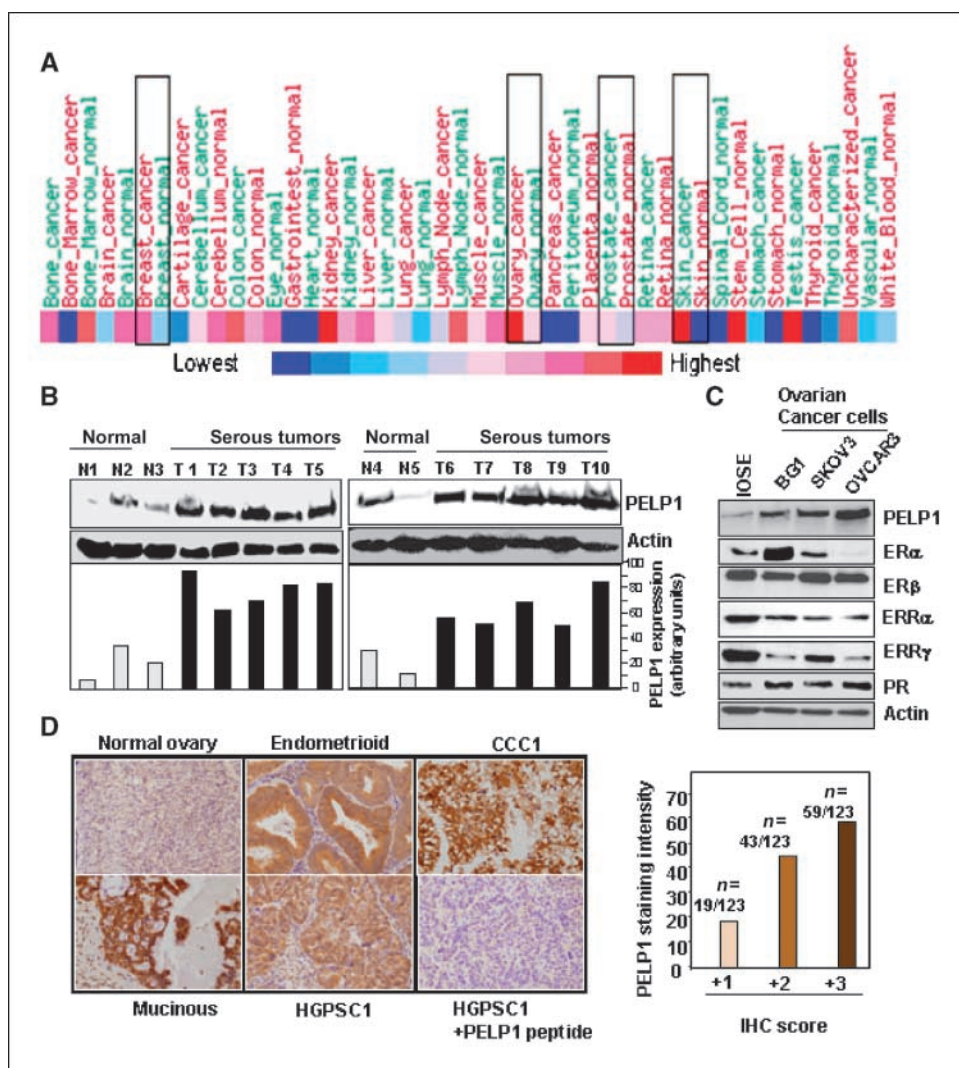 A
Bone_cancer
Bone_Marrow_cancer
Bone_Marrow_normal
Brain_cancer
Brain_normal
Breast_cancer
Breast_normal
Cartilage_cancer
Cerebellum_cancer
Cerebellum_normal
Colon_cancer
Colon_normal
Eye_normal
Gastrointest_normal
Heart_normal
Kidney_cancer
Kidney_normal
Liver_cancer
Liver_normal
Lung_cancer
Lung_normal
Lymph_Node_cancer
Lymph_Node_normal
Muscle_cancer
Muscle_normal
Ovary_cancer
Ovary_normal
Pancreas_cancer
Peritoneum_normal
Placenta_normal
Prostate_cancer
Prostate_normal
Retina_cancer
Retina_normal
Skin_cancer
Skin_normal
Spinal_Cord_normal
Stem_Cell_normal
Stomach_cancer
Stomach_normal
Testis_cancer
Thyroid_cancer
Thyroid_normal
Uncharacterized_cancer
Vascular_normal
White_Blood_normal
Lowest Highest
B
Normal Serous tumors Normal Serous tumors
N1 N2 N3 T 1 T2 T3 T4 T5 N4 N5 T6 T7 T8 T9 T10
PELP1
Actin
100
80
60
40
20
0
PELP1 expression
(arbitrary units)
C
Ovarian
Cancer cells
IOSE BG1 SKOV3 OVCAR3
PELP1
ERα
ERβ
ERRα
ERRγ
PR
Actin
D
Normal ovary Endometrioid CCC1
Mucinous HGPSC1 HGPSC1
+PELP1 peptide
PELP1 staining intensity
70
60
50
40
30
20
10
0
n=
19/123
n=
43/123
n=
59/123
+1 +2 +3
IHC score